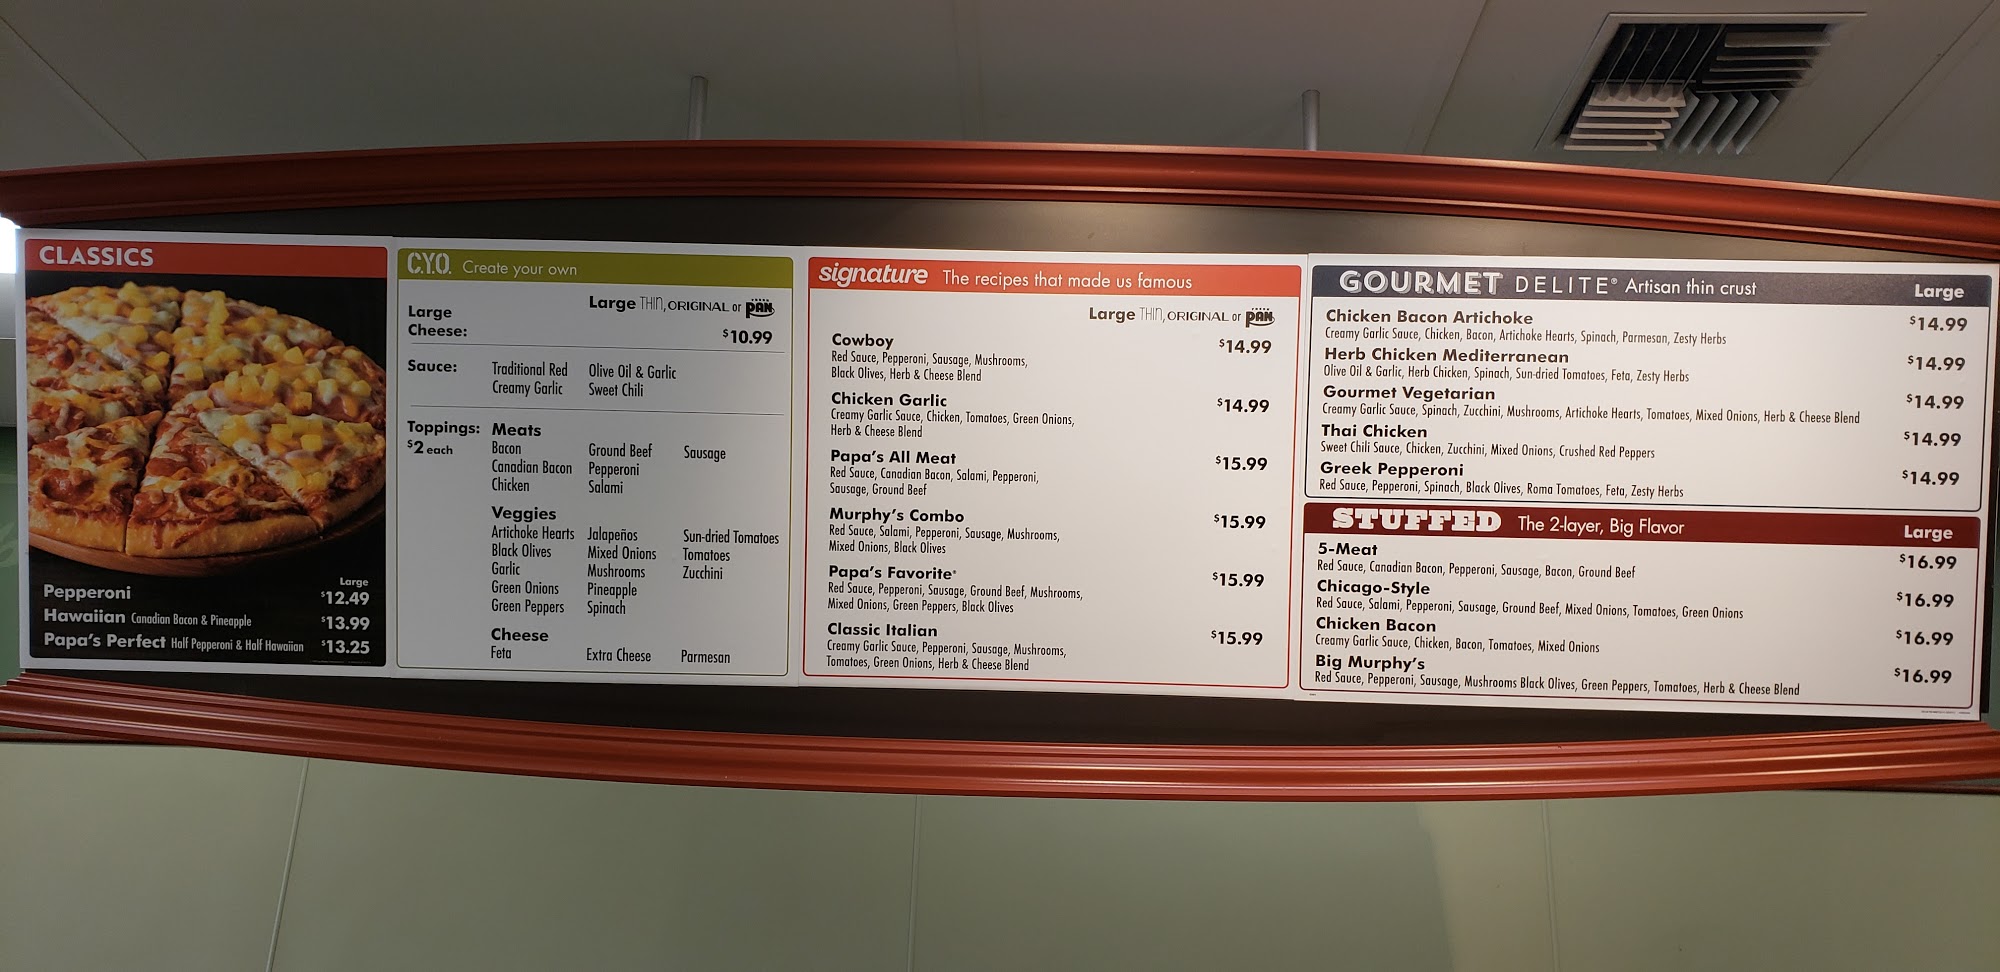 CLASSICS
Large
Pepperoni $12.49
Hawaiian Canadian Bacon & Pineapple $13.99
Papa's Perfect Half Pepperoni & Half Hawaiian $13.25
C.Y.O. Create your own
Large THIN, ORIGINAL or PAN
Large
Cheese: $10.99
Sauce: Traditional Red Olive Oil & Garlic
Creamy Garlic Sweet Chili
Toppings: Meats
$2 each
Bacon Ground Beef Sausage
Canadian Bacon Pepperoni
Chicken Salami
Veggies
Artichoke Hearts Jalapeños Sun-dried Tomatoes
Black Olives Mixed Onions Tomatoes
Garlic Mushrooms Zucchini
Green Onions Pineapple
Green Peppers Spinach
Cheese
Feta Extra Cheese Parmesan
signature The recipes that made us famous
Large THIN, ORIGINAL or PAN
Cowboy $14.99
Red Sauce, Pepperoni, Sausage, Mushrooms,
Black Olives, Herb & Cheese Blend
Chicken Garlic $14.99
Creamy Garlic Sauce, Chicken, Tomatoes, Green Onions,
Herb & Cheese Blend
Papa's All Meat $15.99
Red Sauce, Canadian Bacon, Salami, Pepperoni,
Sausage, Ground Beef
Murphy's Combo $15.99
Red Sauce, Salami, Pepperoni, Sausage, Mushrooms,
Mixed Onions, Black Olives
Papa's Favorite® $15.99
Red Sauce, Pepperoni, Sausage, Ground Beef, Mushrooms,
Mixed Onions, Green Peppers, Black Olives
Classic Italian $15.99
Creamy Garlic Sauce, Pepperoni, Sausage, Mushrooms,
Tomatoes, Green Onions, Herb & Cheese Blend
GOURMET DELITE® Artisan thin crust Large
Chicken Bacon Artichoke $14.99
Creamy Garlic Sauce, Chicken, Bacon, Artichoke Hearts, Spinach, Parmesan, Zesty Herbs
Herb Chicken Mediterranean $14.99
Olive Oil & Garlic, Herb Chicken, Spinach, Sun-dried Tomatoes, Feta, Zesty Herbs
Gourmet Vegetarian $14.99
Creamy Garlic Sauce, Spinach, Zucchini, Mushrooms, Artichoke Hearts, Tomatoes, Mixed Onions, Herb & Cheese Blend
Thai Chicken $14.99
Sweet Chili Sauce, Chicken, Zucchini, Mixed Onions, Crushed Red Peppers
Greek Pepperoni $14.99
Red Sauce, Pepperoni, Spinach, Black Olives, Roma Tomatoes, Feta, Zesty Herbs
STUFFED The 2-layer, Big Flavor Large
5-Meat $16.99
Red Sauce, Canadian Bacon, Pepperoni, Sausage, Bacon, Ground Beef
Chicago-Style $16.99
Red Sauce, Salami, Pepperoni, Sausage, Ground Beef, Mixed Onions, Tomatoes, Green Onions
Chicken Bacon $16.99
Creamy Garlic Sauce, Chicken, Bacon, Tomatoes, Mixed Onions
Big Murphy's $16.99
Red Sauce, Pepperoni, Sausage, Mushrooms Black Olives, Green Peppers, Tomatoes, Herb & Cheese Blend